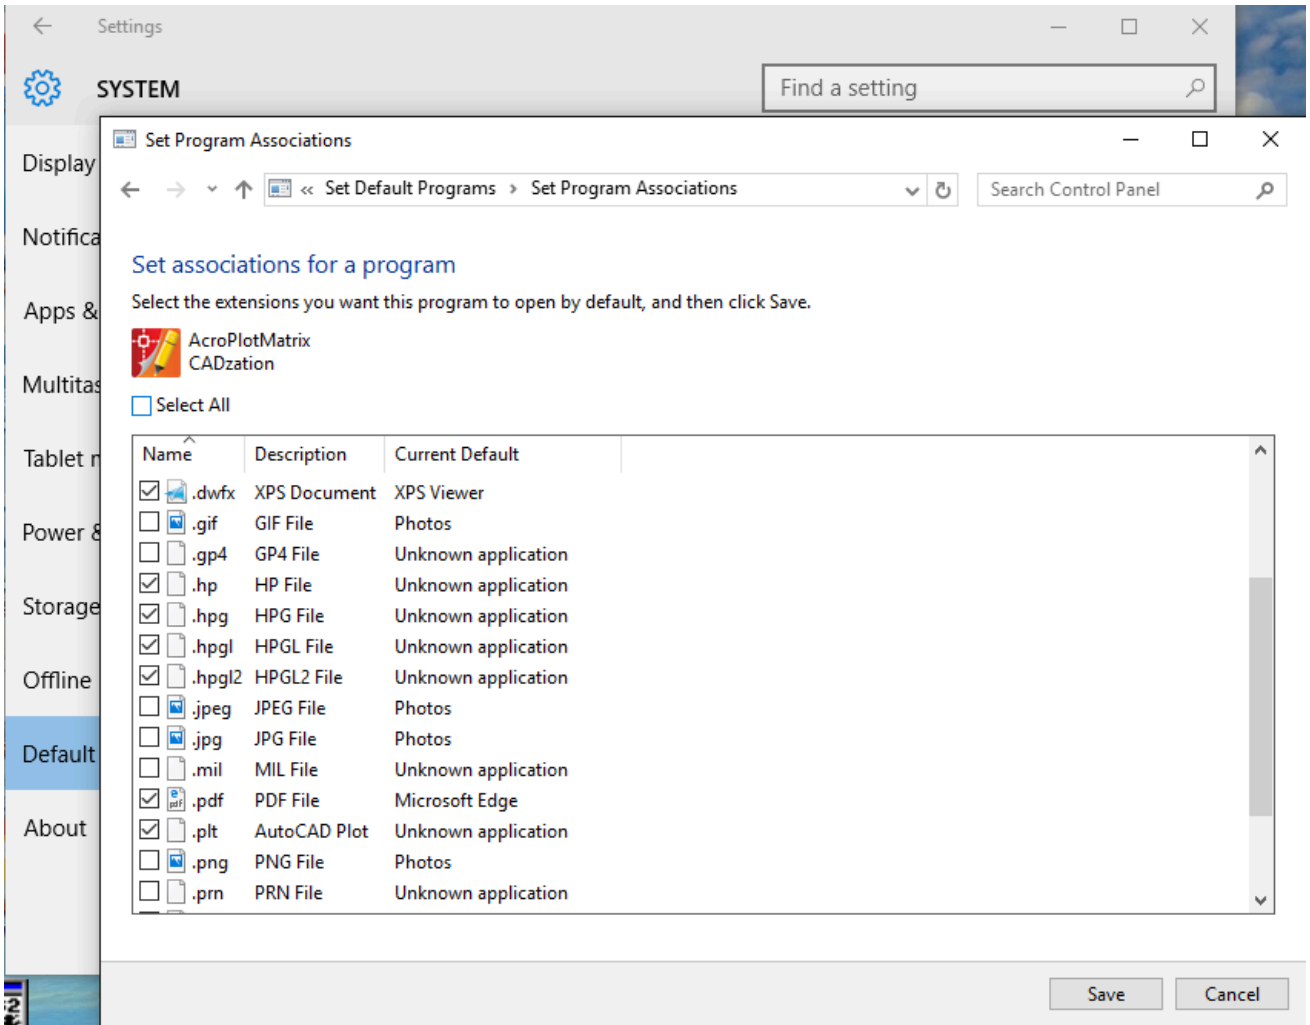 Settings
SYSTEM
Find a setting
Set Program Associations
Display
« Set Default Programs › Set Program Associations
Search Control Panel
Notifica
Set associations for a program
Select the extensions you want this program to open by default, and then click Save.
Apps &
AcroPlotMatrix
CADzation
Multitas
Select All
Tablet
Name Description Current Default
.dwfx XPS Document XPS Viewer
.gif GIF File Photos
Power &
.gp4 GP4 File Unknown application
.hp HP File Unknown application
Storage
.hpg HPG File Unknown application
.hpgl HPGL File Unknown application
Offline
.hpgl2 HPGL2 File Unknown application
.jpeg JPEG File Photos
.jpg JPG File Photos
Default
.mil MIL File Unknown application
.pdf PDF File Microsoft Edge
About
.plt AutoCAD Plot Unknown application
.png PNG File Photos
.prn PRN File Unknown application
Save Cancel